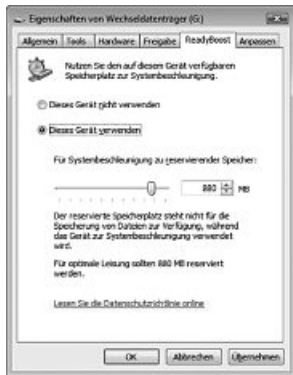 Eigenschaften von Wechseldatenträger (G:)
Allgemein Tools Hardware Freigabe ReadyBoost Anpassen
Nutzen Sie den auf diesem Gerät verfügbaren
Speicherplatz zur Systembeschleunigung.
Dieses Gerät nicht verwenden
Dieses Gerät verwenden
Für Systembeschleunigung zu reservierender Speicher:
880 MB
Der reservierte Speicherplatz steht nicht für die
Speicherung von Dateien zur Verfügung, während
das Gerät zur Systembeschleunigung verwendet
wird.
Für optimale Leisung sollten 880 MB reserviert
werden.
Lesen Sie die Datenschutzrichtlinie online
OK Abbrechen Übernehmen